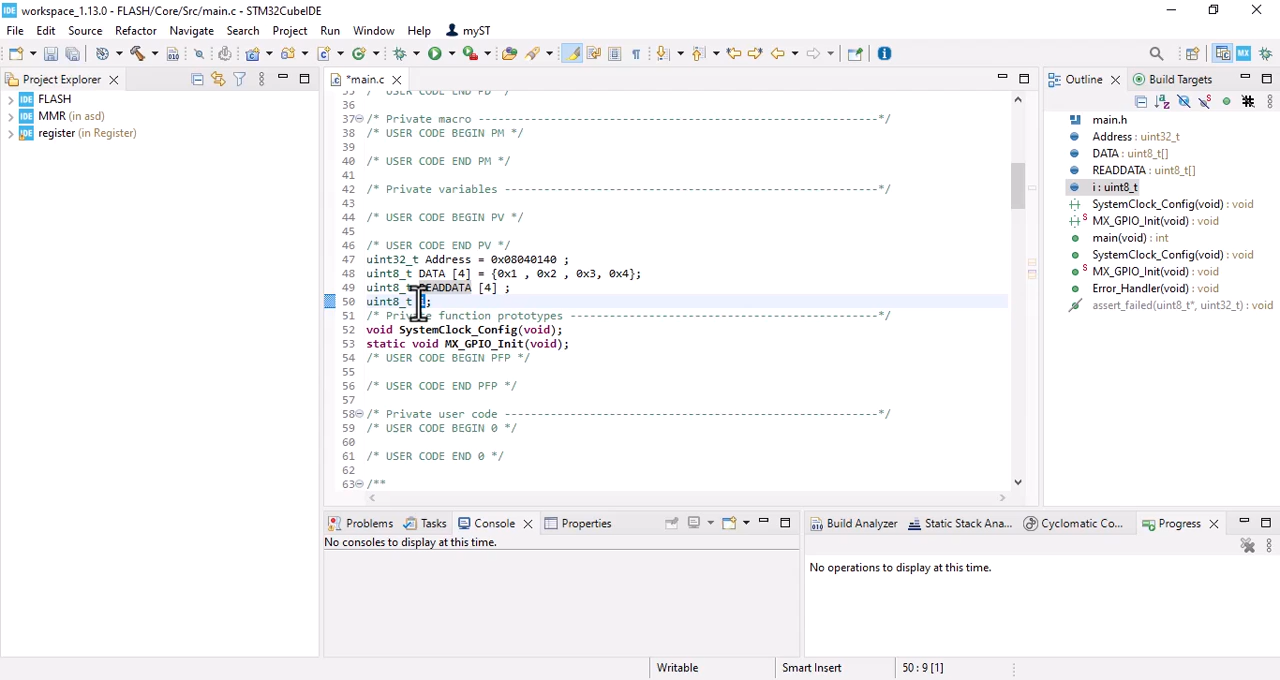 workspace_1.13.0 - FLASH/Core/Src/main.c - STM32CubeIDE
File Edit Source Refactor Navigate Search Project Run Window Help myST
Project Explorer
FLASH
MMR (in asd)
register (in Register)
*main.c
35 /* USER CODE END PD */
36
37 /* Private macro -------------------------------------------------------------*/
38 /* USER CODE BEGIN PM */
39
40 /* USER CODE END PM */
41
42 /* Private variables ---------------------------------------------------------*/
43
44 /* USER CODE BEGIN PV */
45
46 /* USER CODE END PV */
47 uint32_t Address = 0x08040140 ;
48 uint8_t DATA [4] = {0x1 , 0x2 , 0x3, 0x4};
49 uint8_t READDATA [4] ;
50 uint8_t i;
51 /* Private function prototypes -----------------------------------------------*/
52 void SystemClock_Config(void);
53 static void MX_GPIO_Init(void);
54 /* USER CODE BEGIN PFP */
55
56 /* USER CODE END PFP */
57
58 /* Private user code ---------------------------------------------------------*/
59 /* USER CODE BEGIN 0 */
60
61 /* USER CODE END 0 */
62
63 /**
Outline Build Targets
main.h
Address : uint32_t
DATA : uint8_t[]
READDATA : uint8_t[]
i : uint8_t
SystemClock_Config(void) : void
MX_GPIO_Init(void) : void
main(void) : int
SystemClock_Config(void) : void
MX_GPIO_Init(void) : void
Error_Handler(void) : void
assert_failed(uint8_t*, uint32_t) : void
Problems Tasks Console Properties
No consoles to display at this time.
Build Analyzer Static Stack Ana... Cyclomatic Co... Progress
No operations to display at this time.
Writable Smart Insert 50 : 9 [1]